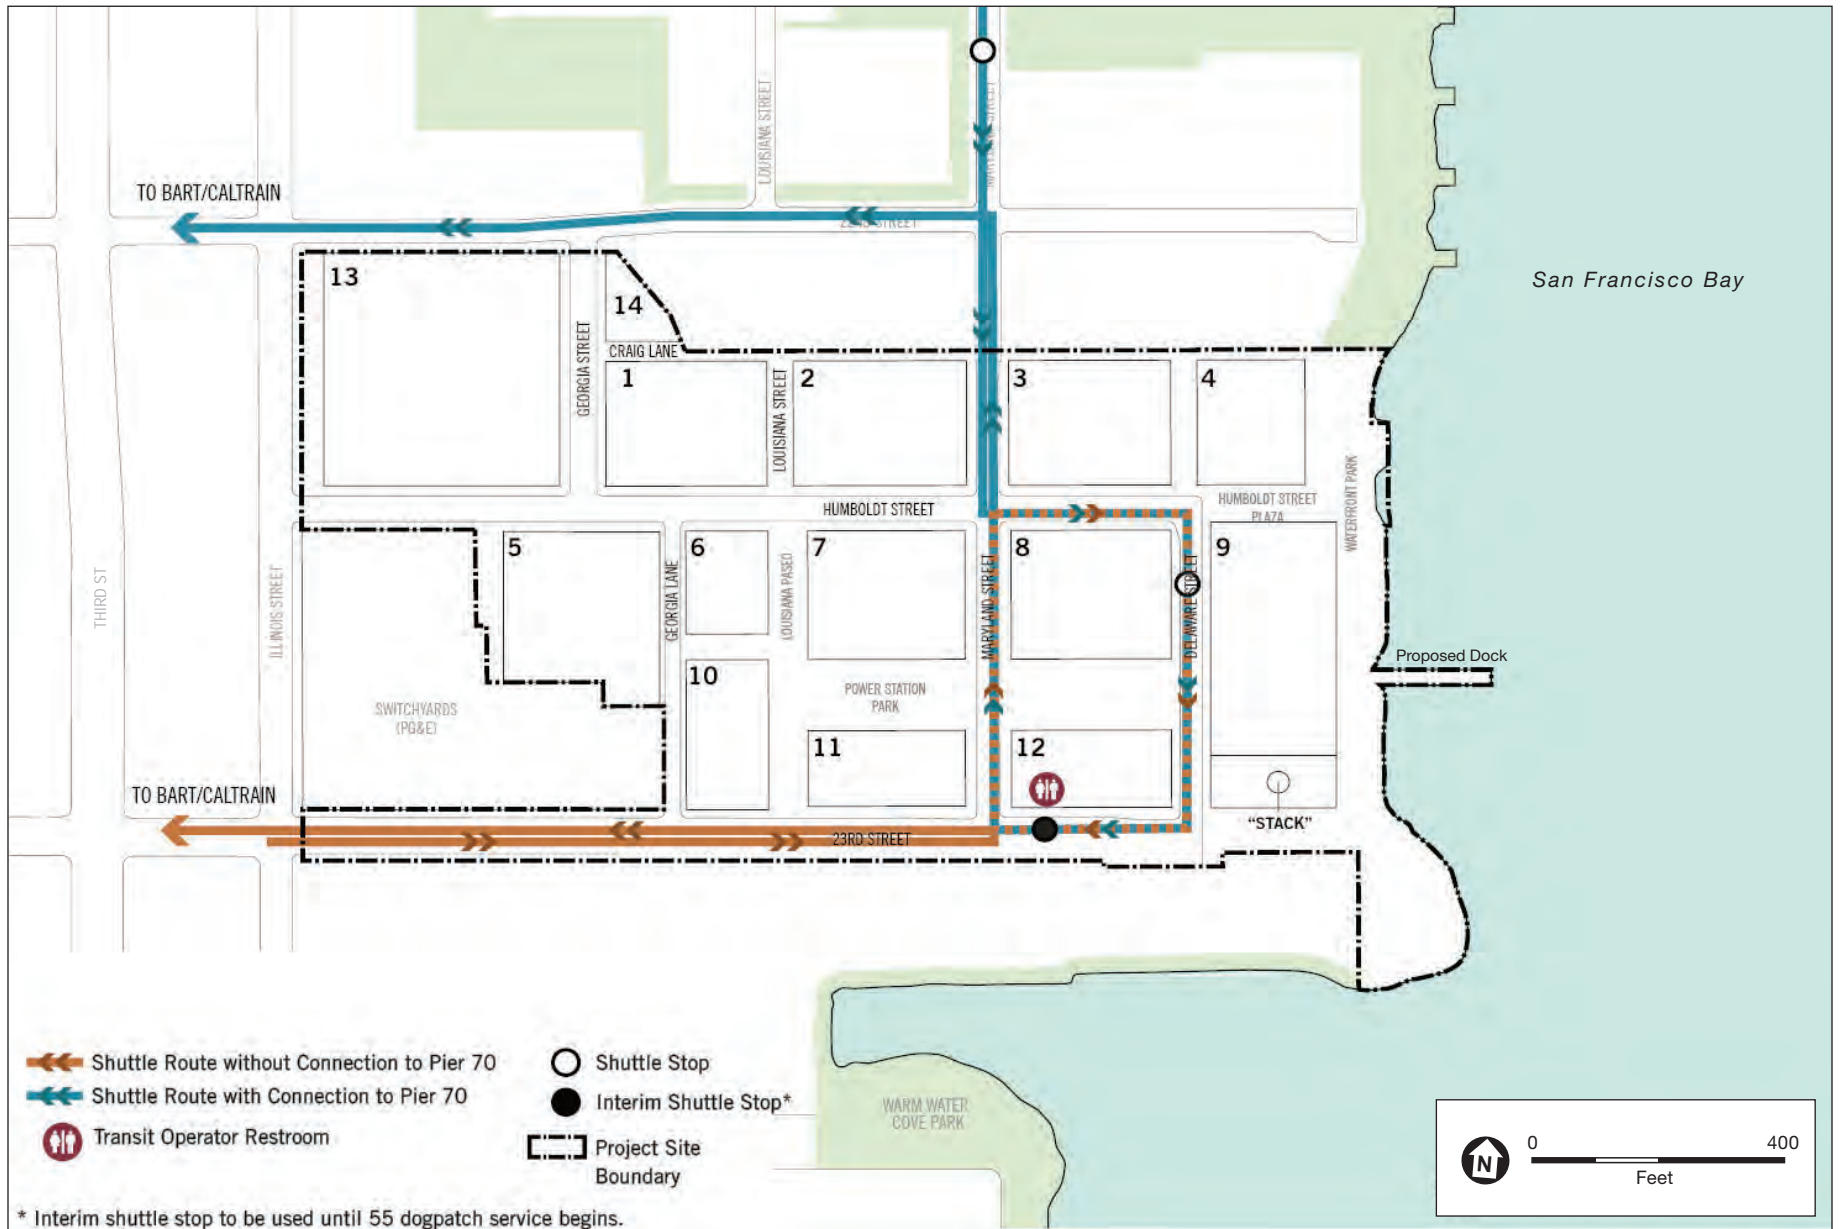 LOUISIANA STREET
MARYLAND STREET
TO BART/CALTRAIN
22ND STREET
San Francisco Bay
13
14
GEORGIA STREET
CRAIG LANE
1
LOUISIANA STREET
2
3
4
HUMBOLDT STREET
HUMBOLDT STREET
PLAZA
WATERFRONT PARK
THIRD ST
ILLINOIS STREET
5
GEORGIA LANE
6
LOUISIANA PASEO
7
MARYLAND STREET
8
DELAWARE STREET
9
Proposed Dock
SWITCHYARDS
(PG&E)
10
POWER STATION
PARK
11
12
"STACK"
TO BART/CALTRAIN
23RD STREET
Shuttle Route without Connection to Pier 70
Shuttle Route with Connection to Pier 70
Transit Operator Restroom
Shuttle Stop
Interim Shuttle Stop*
Project Site
Boundary
WARM WATER
COVE PARK
N
0
400
Feet
* Interim shuttle stop to be used until 55 dogpatch service begins.